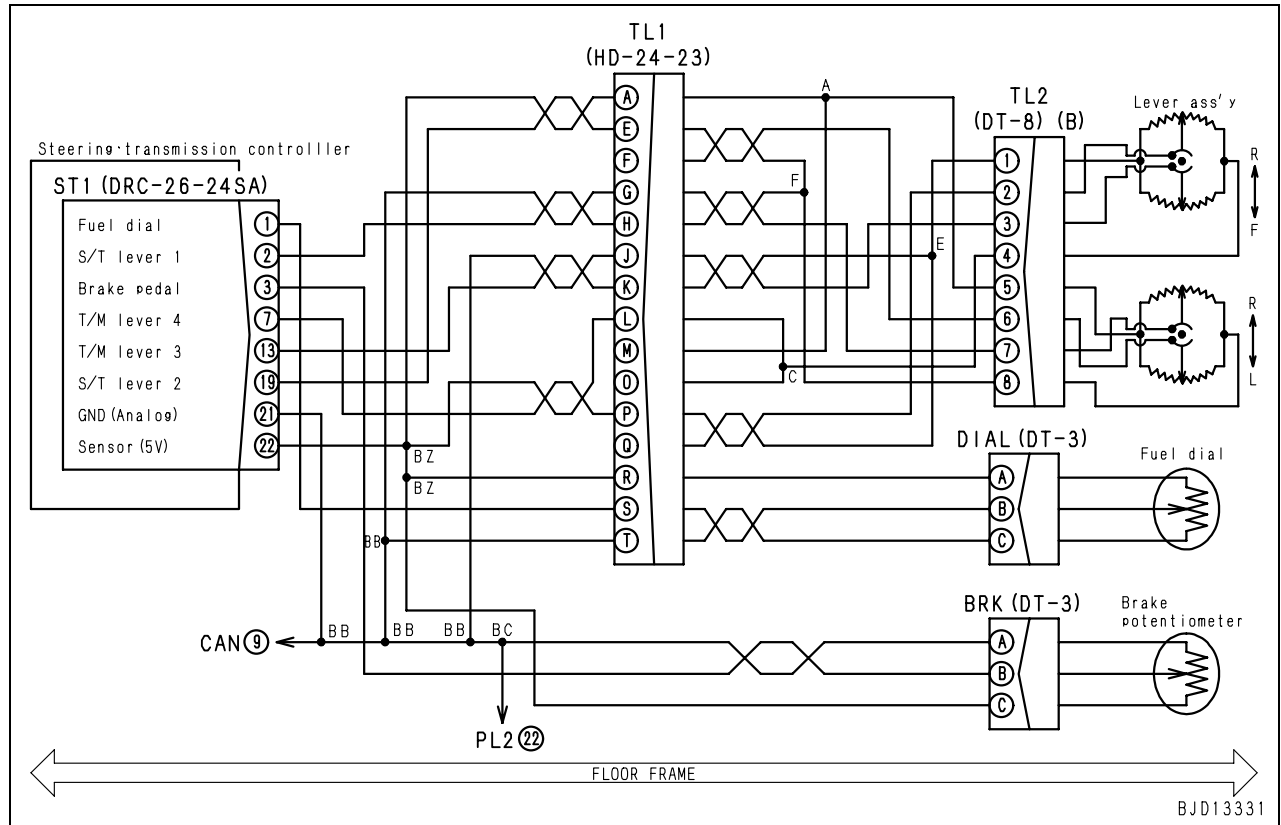 TL1
(HD-24-23)
A
TL2
(DT-8) (B)
Lever ass'y
Steering·transmission controlller
ST1 (DRC-26-24SA)
Fuel dial 1
S/T lever 1 2
Brake pedal 3
T/M lever 4 7
T/M lever 3 13
S/T lever 2 19
GND (Analog) 21
Sensor (5V) 22
A
E
F
G
H
J
K
L
M
O
P
Q
R
S
T
F
E
C
1
2
3
4
5
6
7
8
R
F
R
L
BZ
BZ
BB
DIAL (DT-3)
Fuel dial
A
B
C
BRK (DT-3)
Brake
potentiometer
A
B
C
CAN 9
BB
BB
BB
BC
PL2 22
FLOOR FRAME
BJD13331